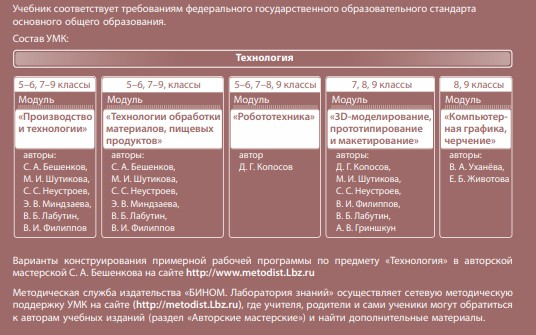 Учебник соответствует требованиям федерального государственного образовательного стандарта
основного общего образования.
Состав УМК:
Технология
5–6, 7–9 классы
Модуль
«Производство
и технологии»
авторы:
С. А. Бешенков,
М. И. Шутикова,
С. С. Неустроев,
Э. В. Миндзаева,
В. Б. Лабутин,
В. И. Филиппов
5–6, 7–9, классы
Модуль
«Технологии обработки
материалов, пищевых
продуктов»
авторы:
С. А. Бешенков,
М. И. Шутикова,
С. С. Неустроев,
Э. В. Миндзаева,
В. Б. Лабутин,
В. И. Филиппов
5–6, 7–8, 9 классы
Модуль
«Робототехника»
автор
Д. Г. Копосов
7, 8, 9 классы
Модуль
«3D-моделирование,
прототипирование
и макетирование»
авторы:
Д. Г. Копосов,
М. И. Шутикова,
С. С. Неустроев,
В. И. Филиппов,
В. Б. Лабутин,
А. В. Гриншкун
8, 9 классы
Модуль
«Компьютер-
ная графика,
черчение»
авторы:
В. А. Уханёва,
Е. Б. Животова
Варианты конструирования примерной рабочей программы по предмету «Технология» в авторской
мастерской С. А. Бешенкова на сайте http://www.metodist.Lbz.ru
Методическая служба издательства «БИНОМ. Лаборатория знаний» осуществляет сетевую методическую
поддержку УМК на сайте (http://metodist.Lbz.ru), где учителя, родители и сами ученики могут обратиться
к авторам учебных изданий (раздел «Авторские мастерские») и найти дополнительные материалы.